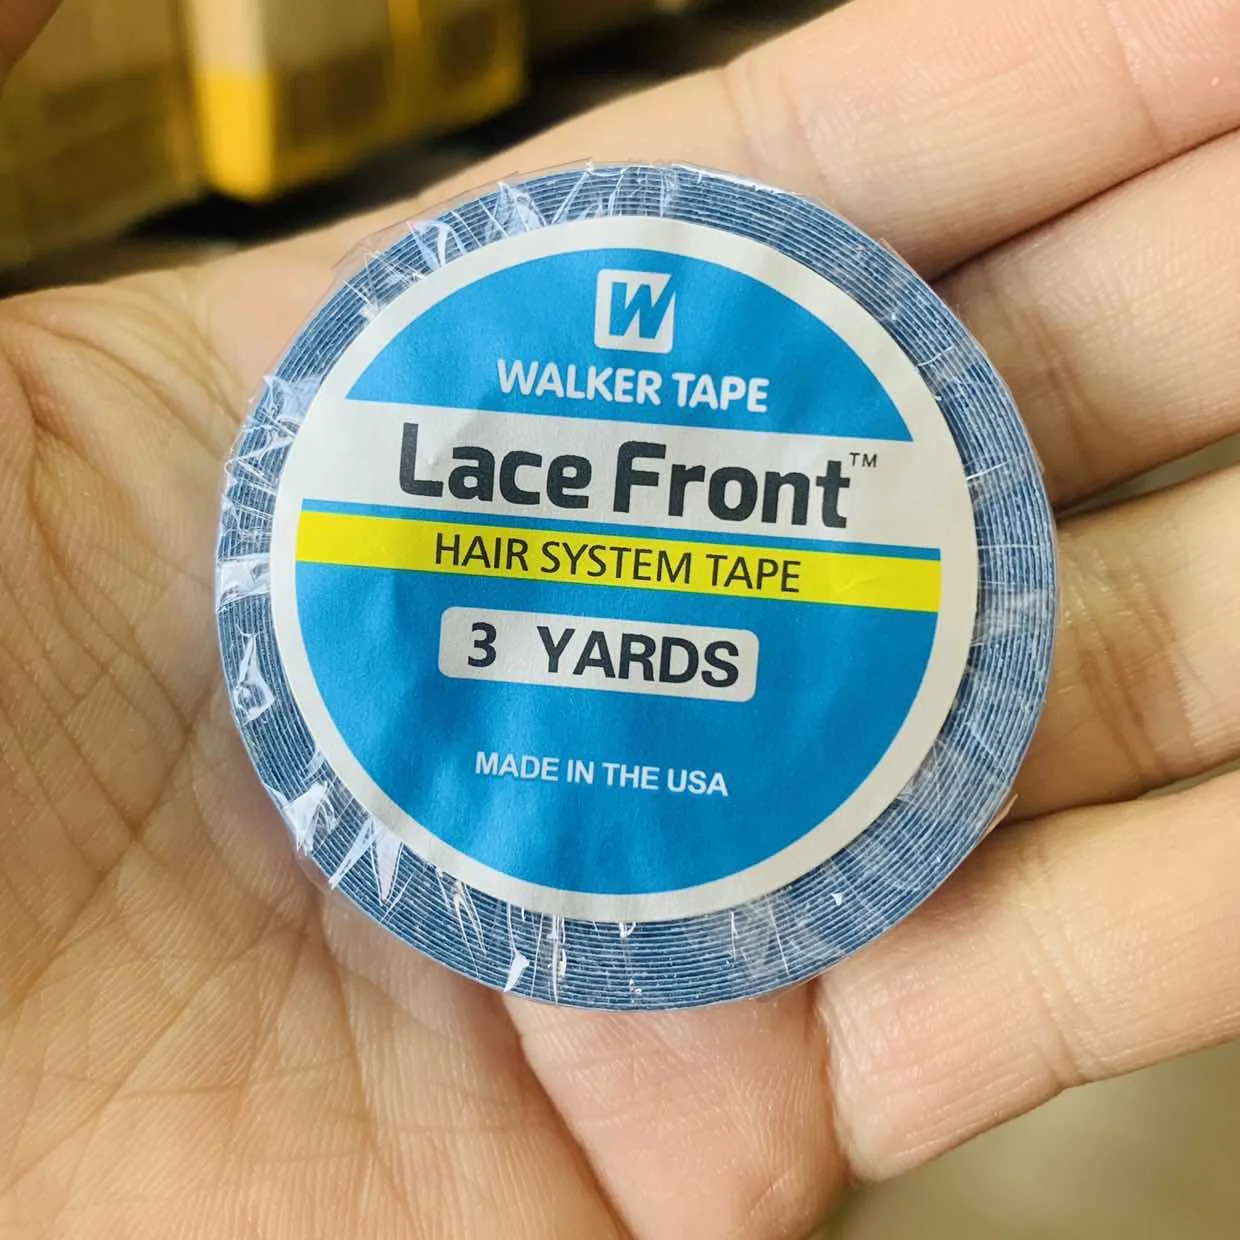 W
WALKER TAPE
Lace Front™
HAIR SYSTEM TAPE
3 YARDS
MADE IN THE USA